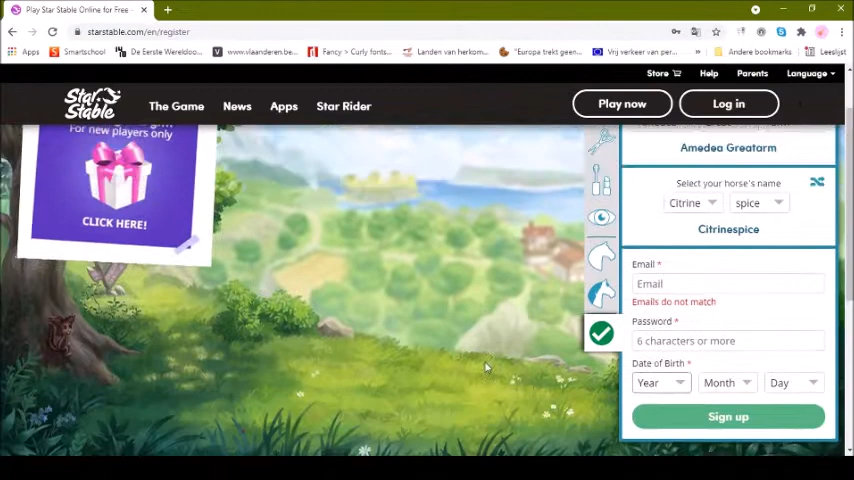 Play Star Stable Online for Free -
starstable.com/en/register
Apps Smartschool De Eerste Wereldoo... www.vlaanderen.be... Fancy > Curly fonts... Landen van herkom... "Europa trekt geen... Vrij verkeer van per... » Andere bookmarks Leeslijst
Store Help Parents Language
Star Stable The Game News Apps Star Rider Play now Log in
For new players only
CLICK HERE!
Amedea Greatarm
Select your horse's name
Citrine spice
Citrinespice
Email *
Email
Emails do not match
Password *
6 characters or more
Date of Birth *
Year Month Day
Sign up